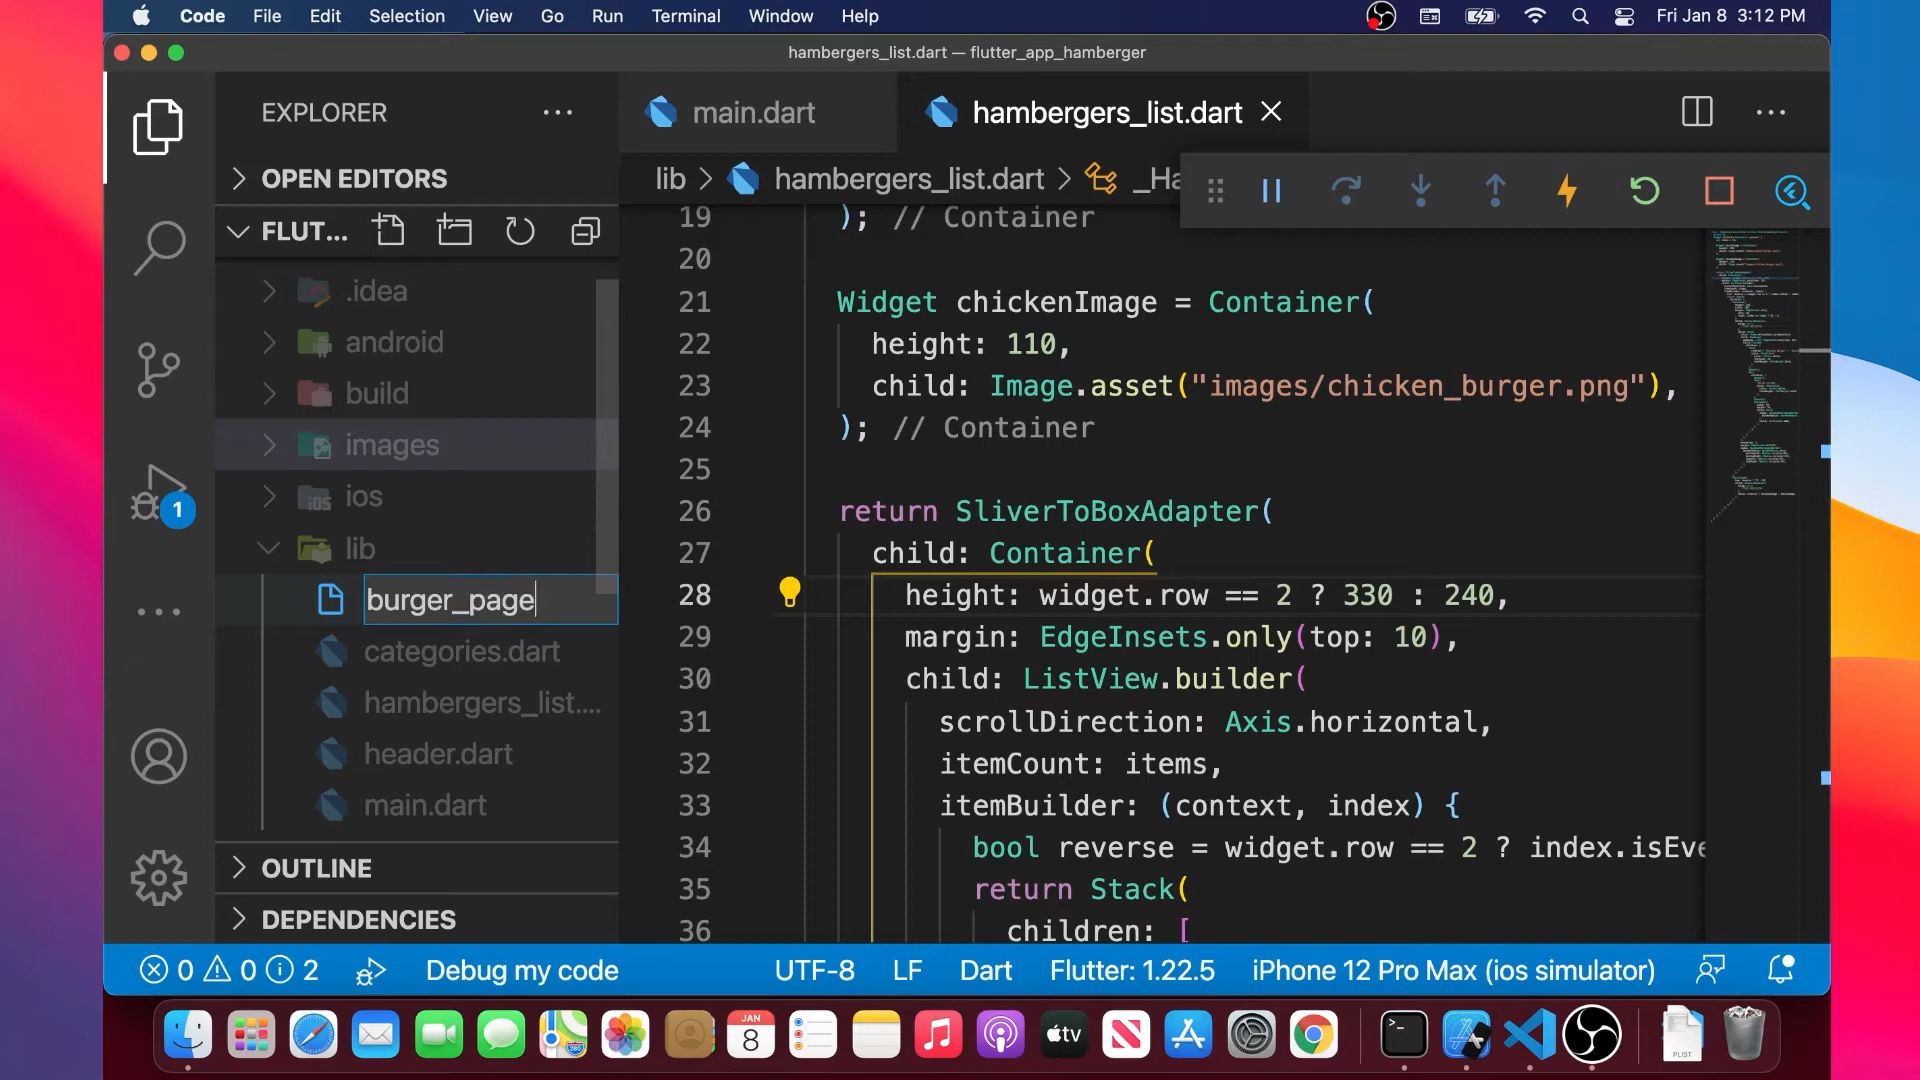 Code File Edit Selection View Go Run Terminal Window Help Fri Jan 8 3:12 PM
hambergers_list.dart — flutter_app_hamberger
EXPLORER
main.dart
hambergers_list.dart
OPEN EDITORS
lib > hambergers_list.dart > _Ha
FLUT...
.idea
android
build
images
ios
lib
burger_page
categories.dart
hambergers_list....
header.dart
main.dart
OUTLINE
DEPENDENCIES
1
19 ); // Container
20
21 Widget chickenImage = Container(
22 height: 110,
23 child: Image.asset("images/chicken_burger.png"),
24 ); // Container
25
26 return SliverToBoxAdapter(
27 child: Container(
28 height: widget.row == 2 ? 330 : 240,
29 margin: EdgeInsets.only(top: 10),
30 child: ListView.builder(
31 scrollDirection: Axis.horizontal,
32 itemCount: items,
33 itemBuilder: (context, index) {
34 bool reverse = widget.row == 2 ? index.isEve
35 return Stack(
36 children: [
0 0 2 Debug my code UTF-8 LF Dart Flutter: 1.22.5 iPhone 12 Pro Max (ios simulator)
JAN
8
tv
PLIST